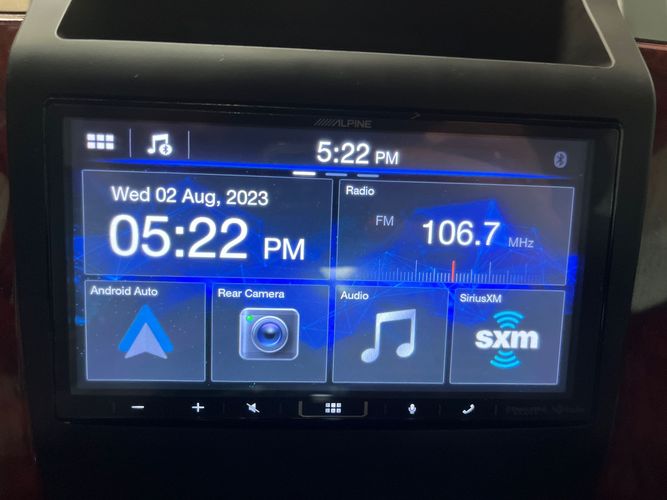 ALPINE
5:22 PM
Wed 02 Aug, 2023
05:22 PM
Radio
FM 106.7 MHz
Android Auto
Rear Camera
Audio
SiriusXM
sxm